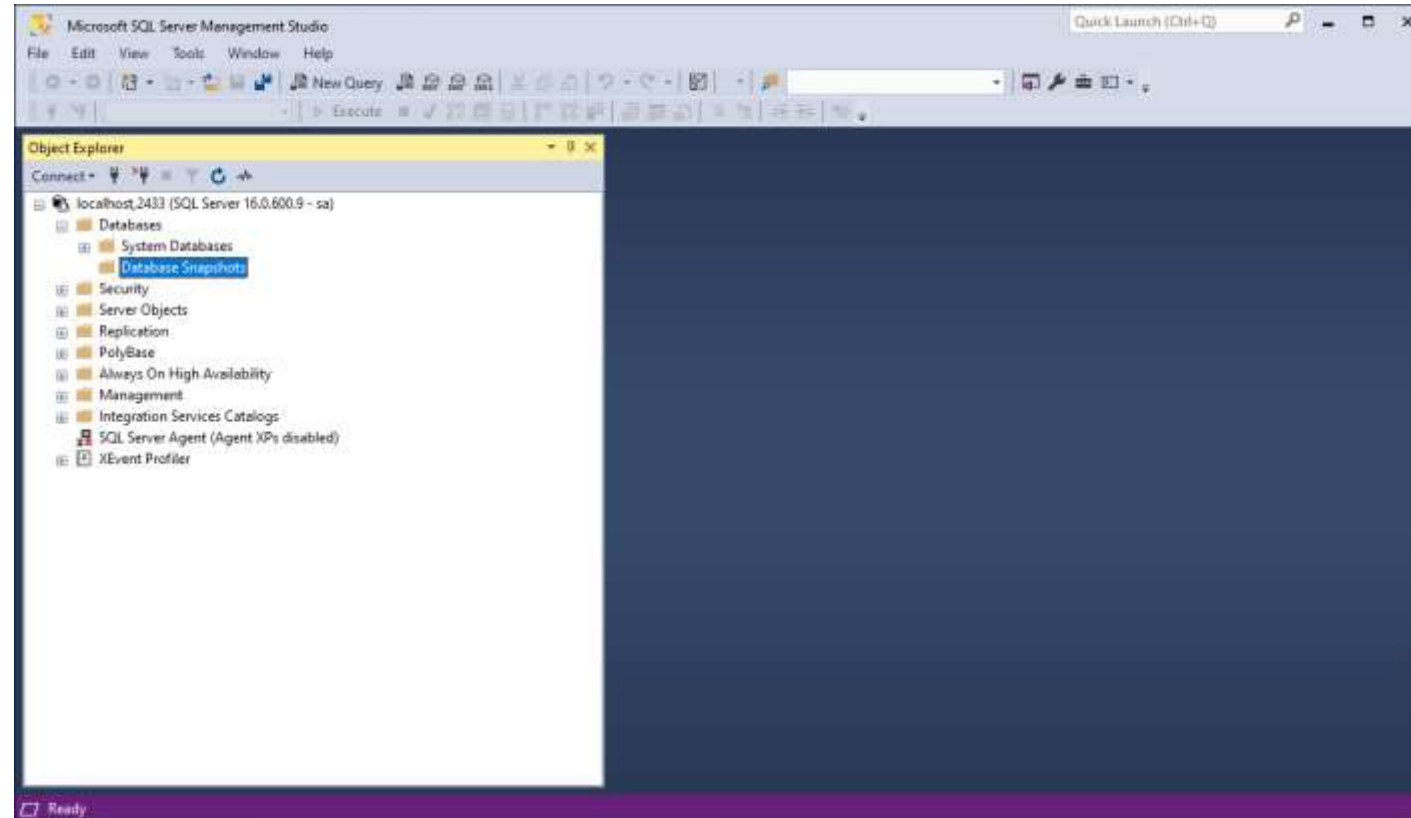 Microsoft SQL Server Management Studio
Quick Launch (Ctrl+Q)
File Edit View Tools Window Help
New Query
Execute
Object Explorer
Connect
localhost,2433 (SQL Server 16.0.600.9 - sa)
Databases
System Databases
Database Snapshots
Security
Server Objects
Replication
PolyBase
Always On High Availability
Management
Integration Services Catalogs
SQL Server Agent (Agent XPs disabled)
XEvent Profiler
Ready